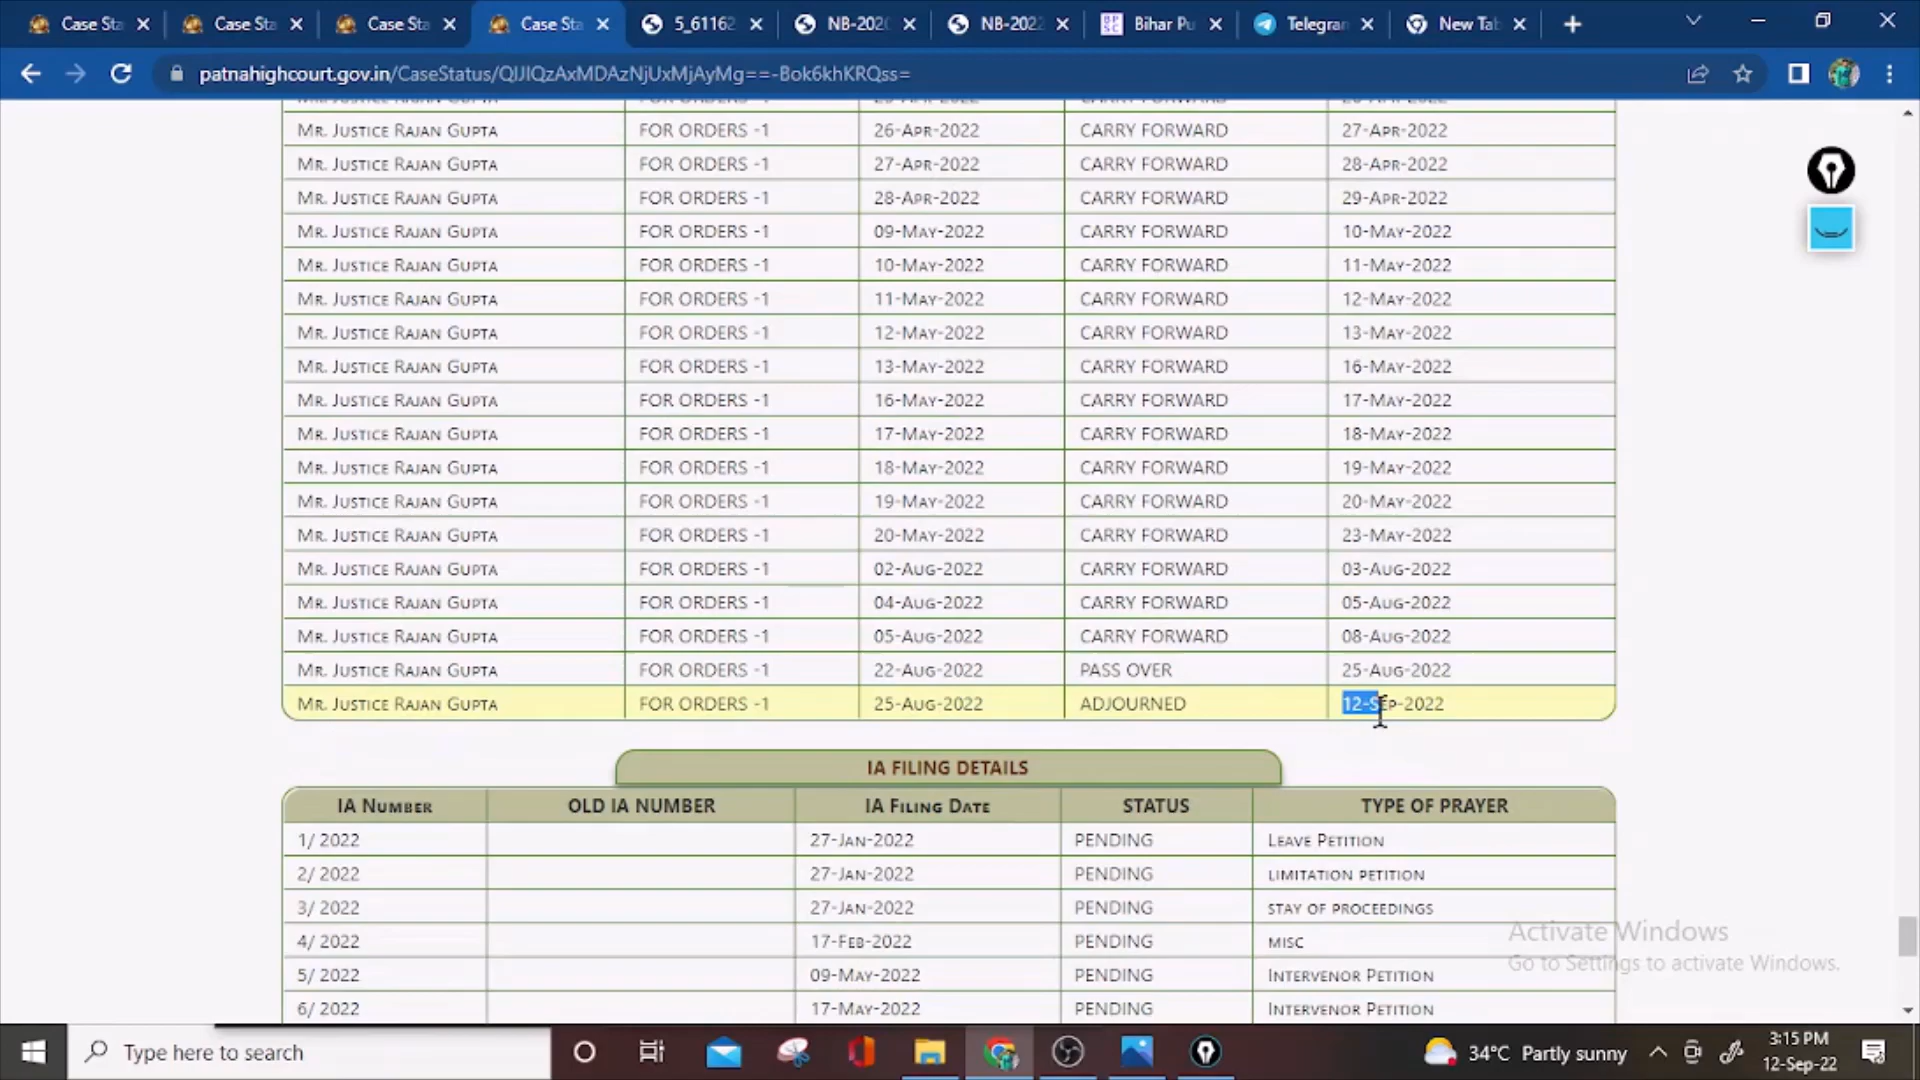 Case Sta
Case Sta
Case Sta
Case Sta
5_61162
NB-202
NB-2022
Bihar Pu
Telegram
New Tab
patnahighcourt.gov.in/CaseStatus/QIJIQzAxMDAzNjUxMjAyMg==-Bok6khKRQss=
Mr. Justice Rajan Gupta FOR ORDERS -1 26-Apr-2022 CARRY FORWARD 27-Apr-2022
Mr. Justice Rajan Gupta FOR ORDERS -1 27-Apr-2022 CARRY FORWARD 28-Apr-2022
Mr. Justice Rajan Gupta FOR ORDERS -1 28-Apr-2022 CARRY FORWARD 29-Apr-2022
Mr. Justice Rajan Gupta FOR ORDERS -1 09-May-2022 CARRY FORWARD 10-May-2022
Mr. Justice Rajan Gupta FOR ORDERS -1 10-May-2022 CARRY FORWARD 11-May-2022
Mr. Justice Rajan Gupta FOR ORDERS -1 11-May-2022 CARRY FORWARD 12-May-2022
Mr. Justice Rajan Gupta FOR ORDERS -1 12-May-2022 CARRY FORWARD 13-May-2022
Mr. Justice Rajan Gupta FOR ORDERS -1 13-May-2022 CARRY FORWARD 16-May-2022
Mr. Justice Rajan Gupta FOR ORDERS -1 16-May-2022 CARRY FORWARD 17-May-2022
Mr. Justice Rajan Gupta FOR ORDERS -1 17-May-2022 CARRY FORWARD 18-May-2022
Mr. Justice Rajan Gupta FOR ORDERS -1 18-May-2022 CARRY FORWARD 19-May-2022
Mr. Justice Rajan Gupta FOR ORDERS -1 19-May-2022 CARRY FORWARD 20-May-2022
Mr. Justice Rajan Gupta FOR ORDERS -1 20-May-2022 CARRY FORWARD 23-May-2022
Mr. Justice Rajan Gupta FOR ORDERS -1 02-Aug-2022 CARRY FORWARD 03-Aug-2022
Mr. Justice Rajan Gupta FOR ORDERS -1 04-Aug-2022 CARRY FORWARD 05-Aug-2022
Mr. Justice Rajan Gupta FOR ORDERS -1 05-Aug-2022 CARRY FORWARD 08-Aug-2022
Mr. Justice Rajan Gupta FOR ORDERS -1 22-Aug-2022 PASS OVER 25-Aug-2022
Mr. Justice Rajan Gupta FOR ORDERS -1 25-Aug-2022 ADJOURNED 12-Sep-2022
IA FILING DETAILS
IA Number OLD IA NUMBER IA Filing Date STATUS TYPE OF PRAYER
1/ 2022 27-Jan-2022 PENDING Leave Petition
2/ 2022 27-Jan-2022 PENDING LIMITATION PETITION
3/ 2022 27-Jan-2022 PENDING STAY OF PROCEEDINGS
4/ 2022 17-Feb-2022 PENDING MISC
5/ 2022 09-May-2022 PENDING Intervenor Petition
6/ 2022 17-May-2022 PENDING Intervenor Petition
Activate Windows
Go to Settings to activate Windows.
Type here to search
34°C Partly sunny
3:15 PM
12-Sep-22